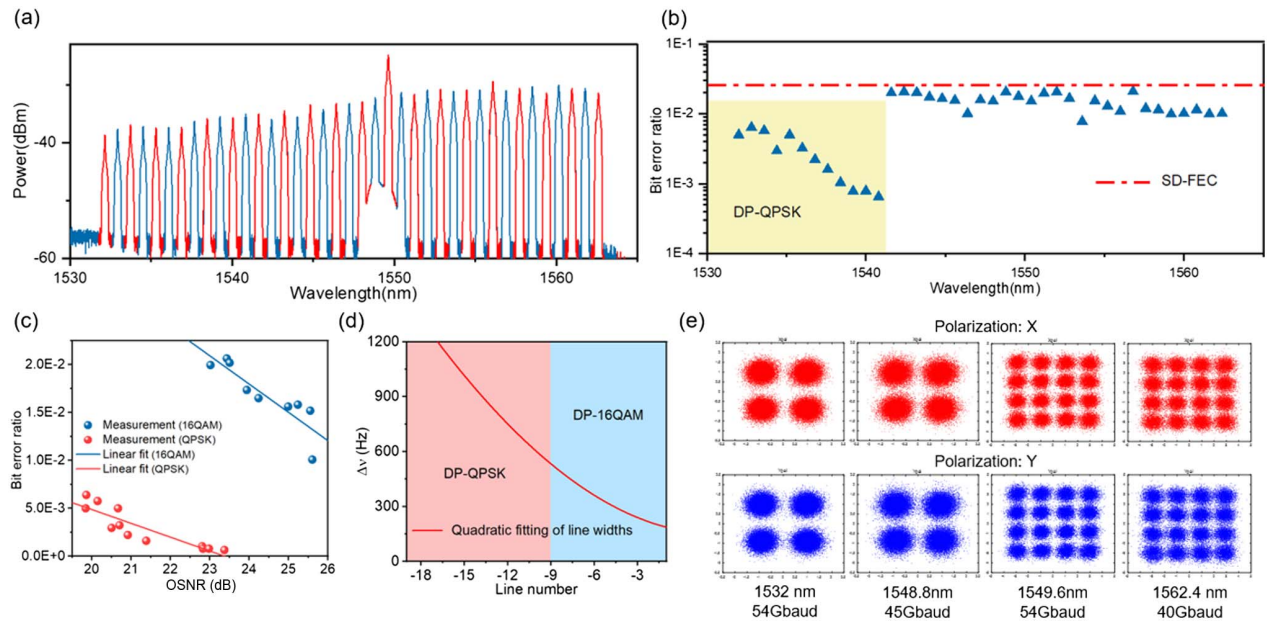 (a)
Power(dBm)
-40
-60
1530
1540
1550
1560
Wavelength(nm)
(b)
Bit error ratio
1E-1
1E-2
1E-3
1E-4
SD-FEC
DP-QPSK
1530
1540
1550
1560
Wavelength(nm)
(c)
Bit error ratio
2.0E-2
1.5E-2
1.0E-2
5.0E-3
0.0E+0
Measurement (16QAM)
Measurement (QPSK)
Linear fit (16QAM)
Linear fit (QPSK)
20 21 22 23 24 25 26
OSNR (dB)
(d)
Δν (Hz)
1200
900
600
300
0
DP-16QAM
DP-QPSK
Quadratic fitting of line widths
-18 -15 -12 -9 -6 -3
Line number
(e)
Polarization: X
Polarization: Y
1532 nm
54Gbaud
1548.8nm
45Gbaud
1549.6nm
54Gbaud
1562.4 nm
40Gbaud